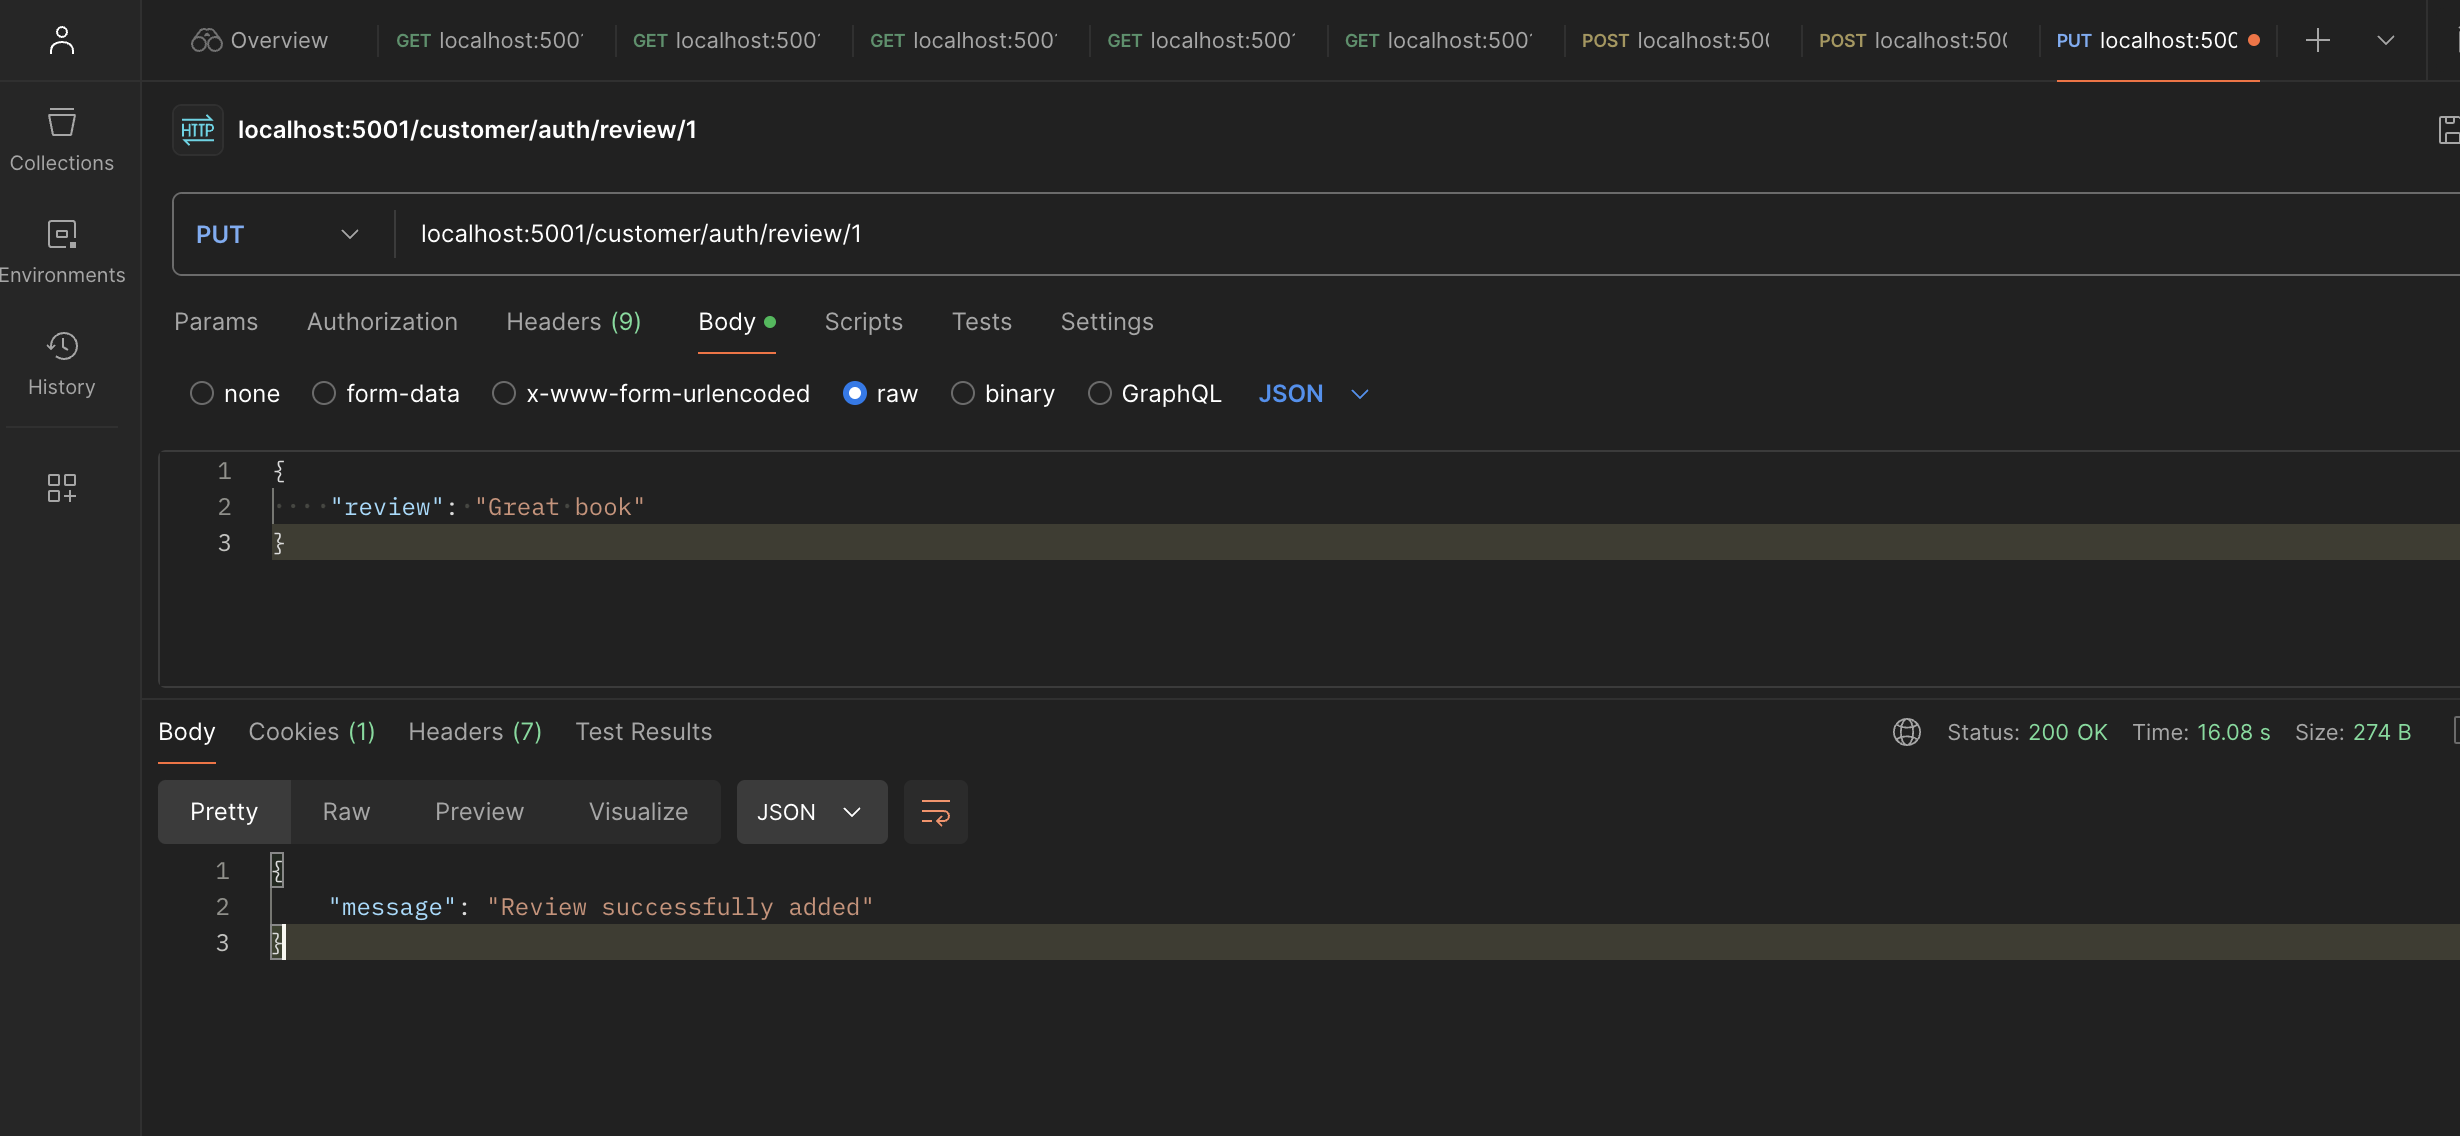 Overview
GET localhost:500
GET localhost:500
GET localhost:500
GET localhost:500
GET localhost:500
POST localhost:50
POST localhost:50
PUT localhost:500
Collections
Environments
History
HTTP localhost:5001/customer/auth/review/1
PUT localhost:5001/customer/auth/review/1
Params Authorization Headers (9) Body Scripts Tests Settings
none form-data x-www-form-urlencoded raw binary GraphQL JSON
1 {
2 "review": "Great book"
3 }
Body Cookies (1) Headers (7) Test Results Status: 200 OK Time: 16.08 s Size: 274 B
Pretty Raw Preview Visualize JSON
1 {
2 "message": "Review successfully added"
3 }